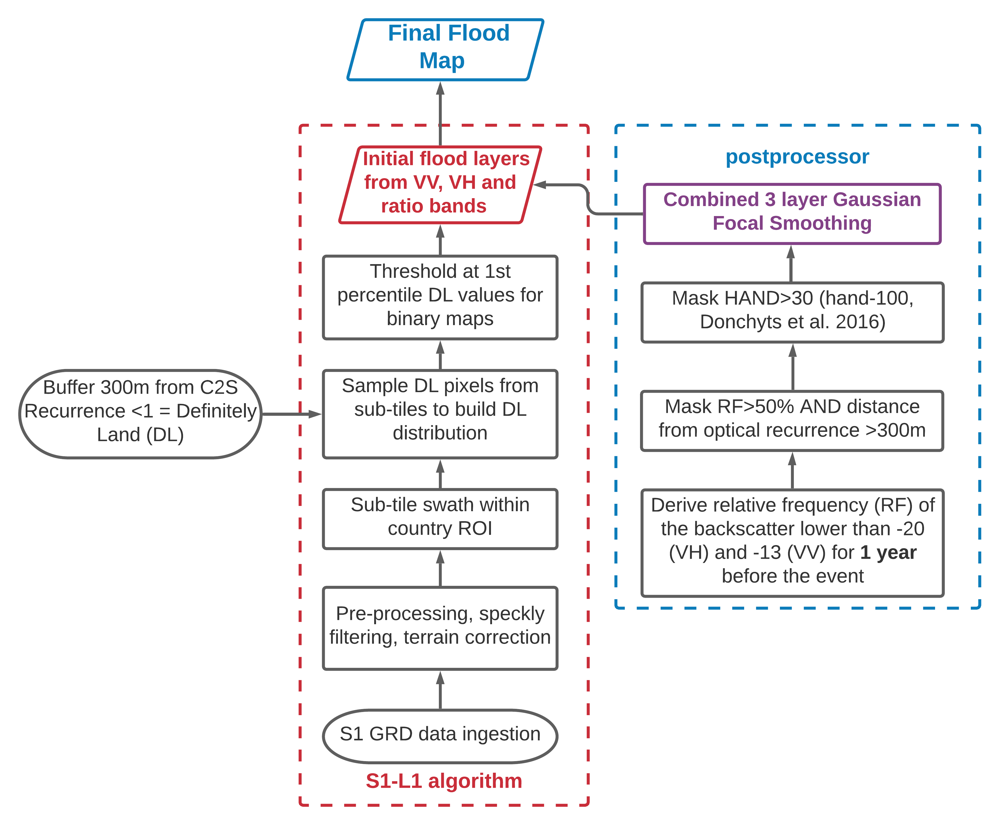 Final Flood
Map
Initial flood layers
from VV, VH and
ratio bands
Threshold at 1st
percentile DL values for
binary maps
Buffer 300m from C2S
Recurrence <1 = Definitely
Land (DL)
Sample DL pixels from
sub-tiles to build DL
distribution
Sub-tile swath within
country ROI
Pre-processing, speckly
filtering, terrain correction
S1 GRD data ingestion
S1-L1 algorithm
postprocessor
Combined 3 layer Gaussian
Focal Smoothing
Mask HAND>30 (hand-100,
Donchyts et al. 2016)
Mask RF>50% AND distance
from optical recurrence >300m
Derive relative frequency (RF) of
the backscatter lower than -20
(VH) and -13 (VV) for 1 year
before the event